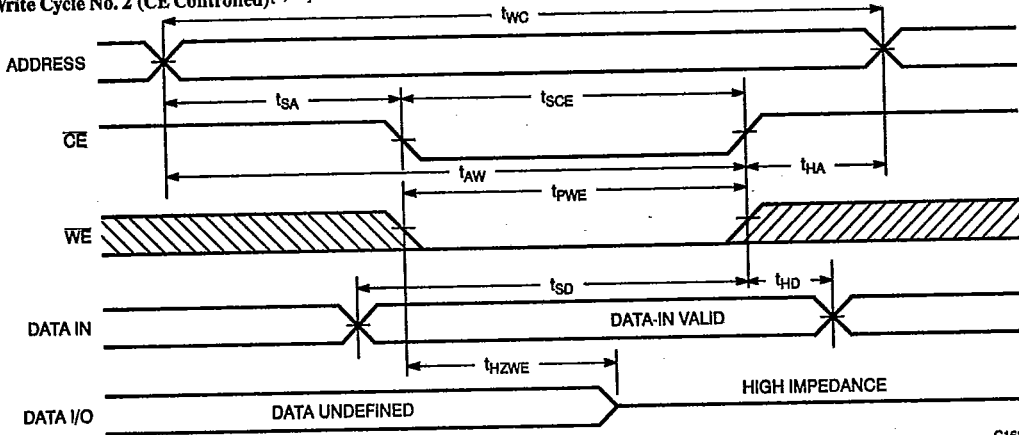 Write Cycle No. 2 (CE Controlled)
tWC
ADDRESS
tSA
tSCE
CE
tAW
tHA
tPWE
WE
tSD
tHD
DATA IN
DATA-IN VALID
tHZWE
DATA I/O
DATA UNDEFINED
HIGH IMPEDANCE